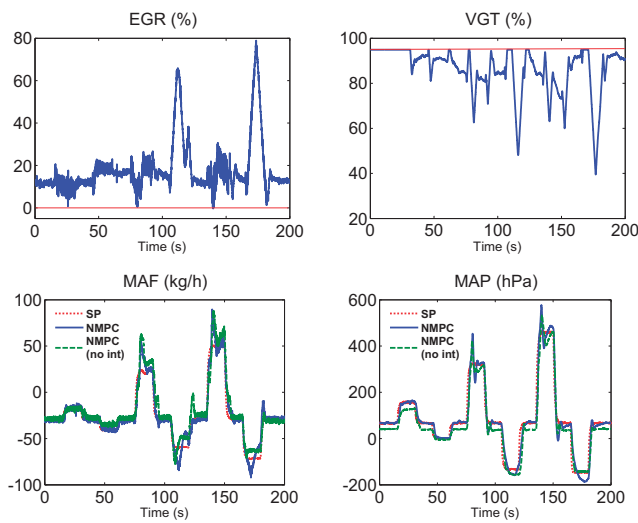 EGR (%)
80
60
40
20
0
0 50 100 150 200
Time (s)
VGT (%)
100
80
60
40
20
0 50 100 150 200
Time (s)
MAF (kg/h)
100
50
0
-50
-100
SP
NMPC
NMPC
(no int)
0 50 100 150 200
Time (s)
MAP (hPa)
600
400
200
0
-200
SP
NMPC
NMPC
(no int)
0 50 100 150 200
Time (s)